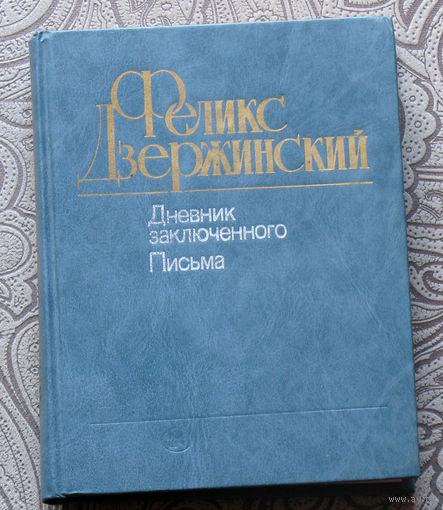 Феликс
Дзержинский
Дневник
заключенного
Письма